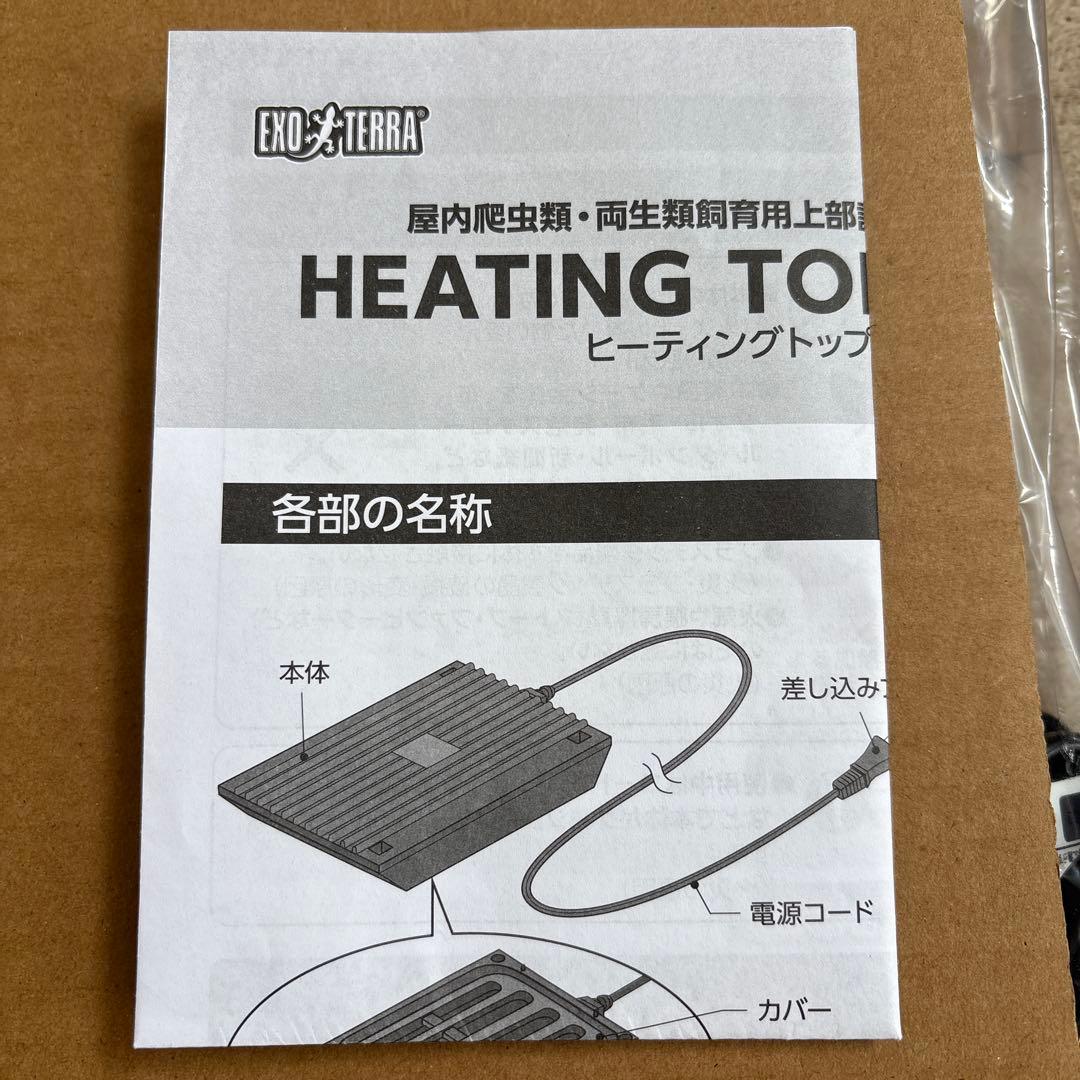 EXO TERRA®
屋内爬虫類・両生類飼育用上部
HEATING TO
ヒーティングトップ
各部の名称
本体
差し込み
電源コード
カバー